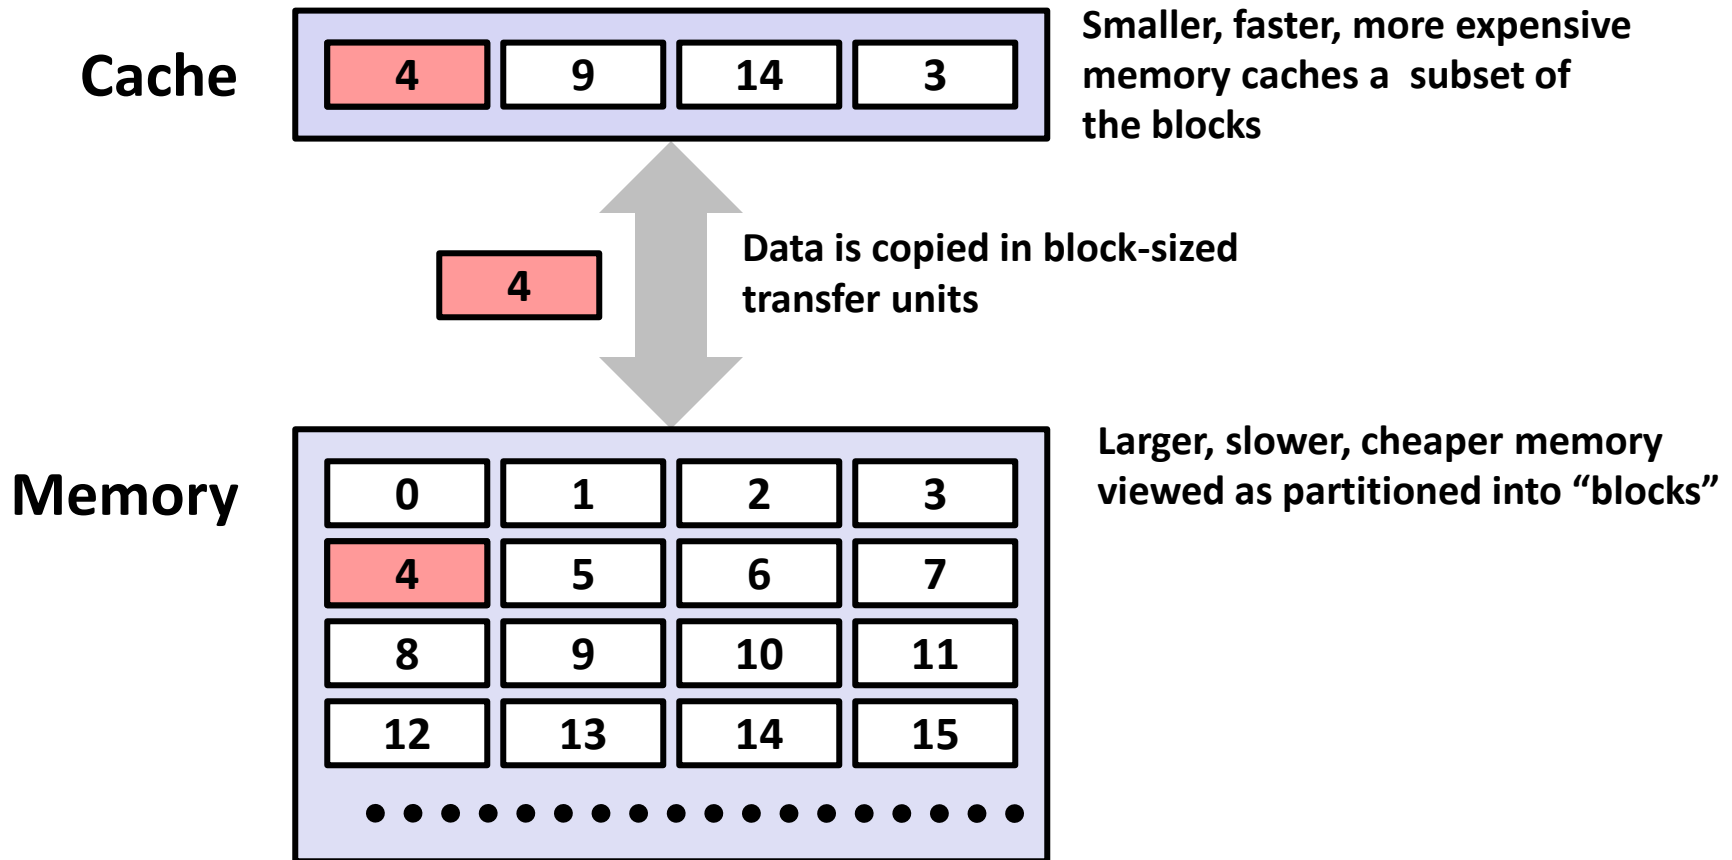 Cache
4 9 14 3
Smaller, faster, more expensive
memory caches a  subset of
the blocks
4
Data is copied in block-sized
transfer units
Memory
0 1 2 3
4 5 6 7
8 9 10 11
12 13 14 15
Larger, slower, cheaper memory
viewed as partitioned into “blocks”